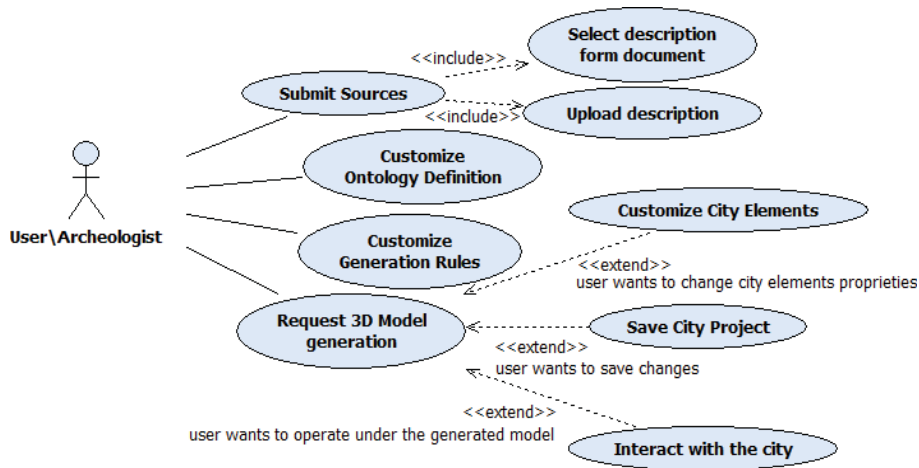 Select description
form document
<<include>>
Submit Sources
<<include>>
Upload description
Customize
Ontology Definition
User\Archeologist
Customize City Elements
Customize
Generation Rules
<<extend>>
user wants to change city elements proprieties
Request 3D Model
generation
Save City Project
<<extend>>
user wants to save changes
<<extend>>
user wants to operate under the generated model
Interact with the city